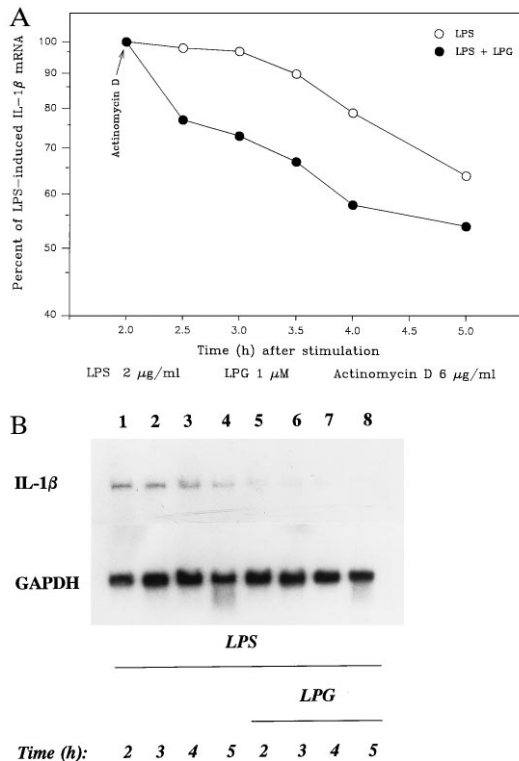 A
LPS
LPS + LPG
Percent of LPS-induced IL-1β mRNA
100
90
80
70
60
50
40
Actinomycin D
2.0 2.5 3.0 3.5 4.0 4.5 5.0
Time (h) after stimulation
LPS 2 µg/ml LPG 1 µM Actinomycin D 6 µg/ml
B
1 2 3 4 5 6 7 8
IL-1β
GAPDH
LPS
LPG
Time (h): 2 3 4 5 2 3 4 5